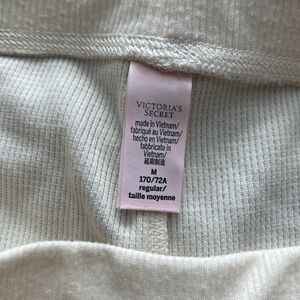 VICTORIA'S
SECRET
made in Vietnam/
fabriqué au Vietnam/
hecho en Vietnam/
fabbricato in
Vietnam/
越南制造
M
170/72A
regular/
taille moyenne